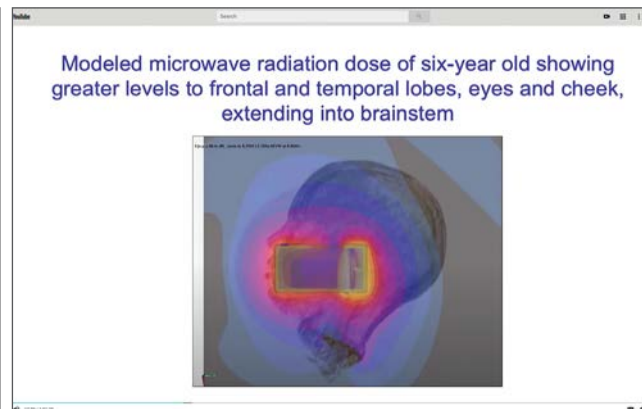 YouTube
Search
Modeled microwave radiation dose of six-year old showing
greater levels to frontal and temporal lobes, eyes and cheek,
extending into brainstem